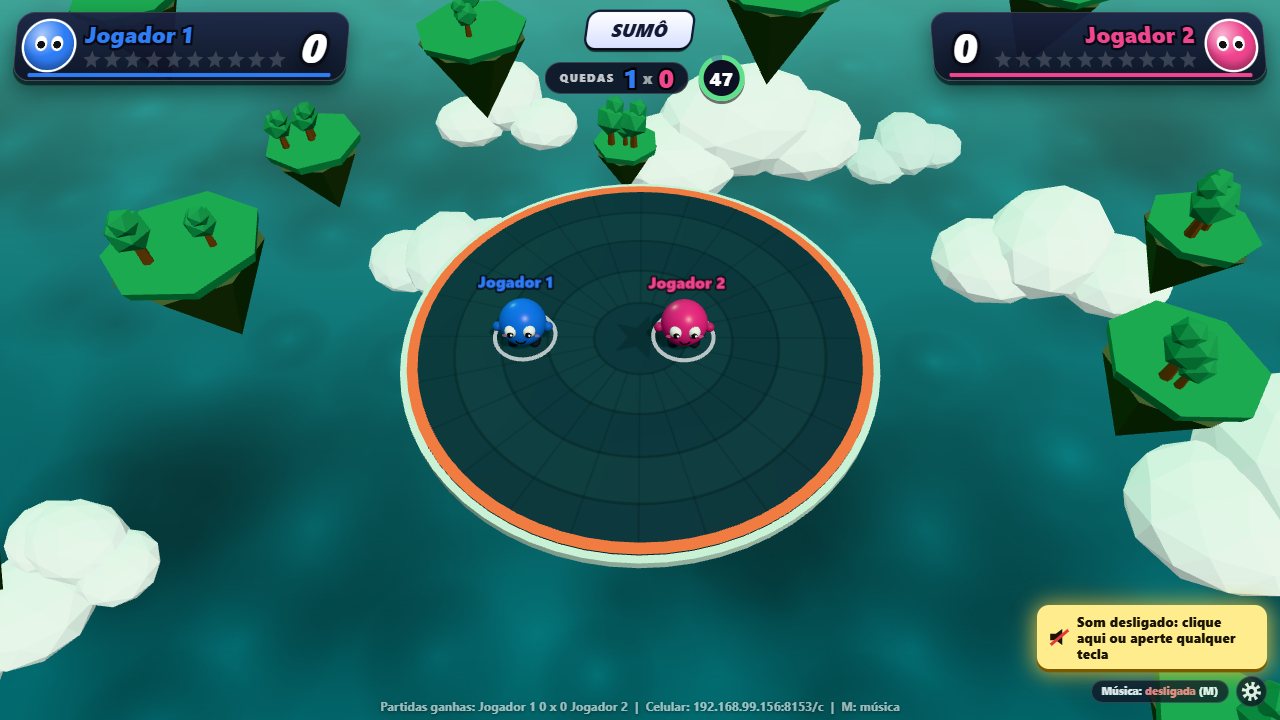 Jogador 1
0
SUMÔ
0
Jogador 2
QUEDAS 1 x 0
47
Jogador 1
Jogador 2
Som desligado: clique
aqui ou aperte qualquer
tecla
Música: desligada (M)
Partidas ganhas: Jogador 1 0 x 0 Jogador 2 | Celular: 192.168.99.156:8153/c | M: música